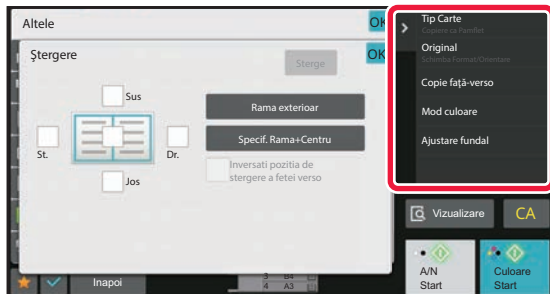 Altele
OK
Ştergere
OK
Sterge
Sus
St.
Dr.
Jos
Rama exterioar
Specif. Rama+Centru
Inversati pozitia de
stergere a fetei verso
Inapoi
3 B4
4 A3
Tip Carte
Copiere ca Pamflet
Original
Schimba Format/Orientare
Copie faţă-verso
Mod culoare
Ajustare fundal
Vizualizare
CA
A/N
Start
Culoare
Start